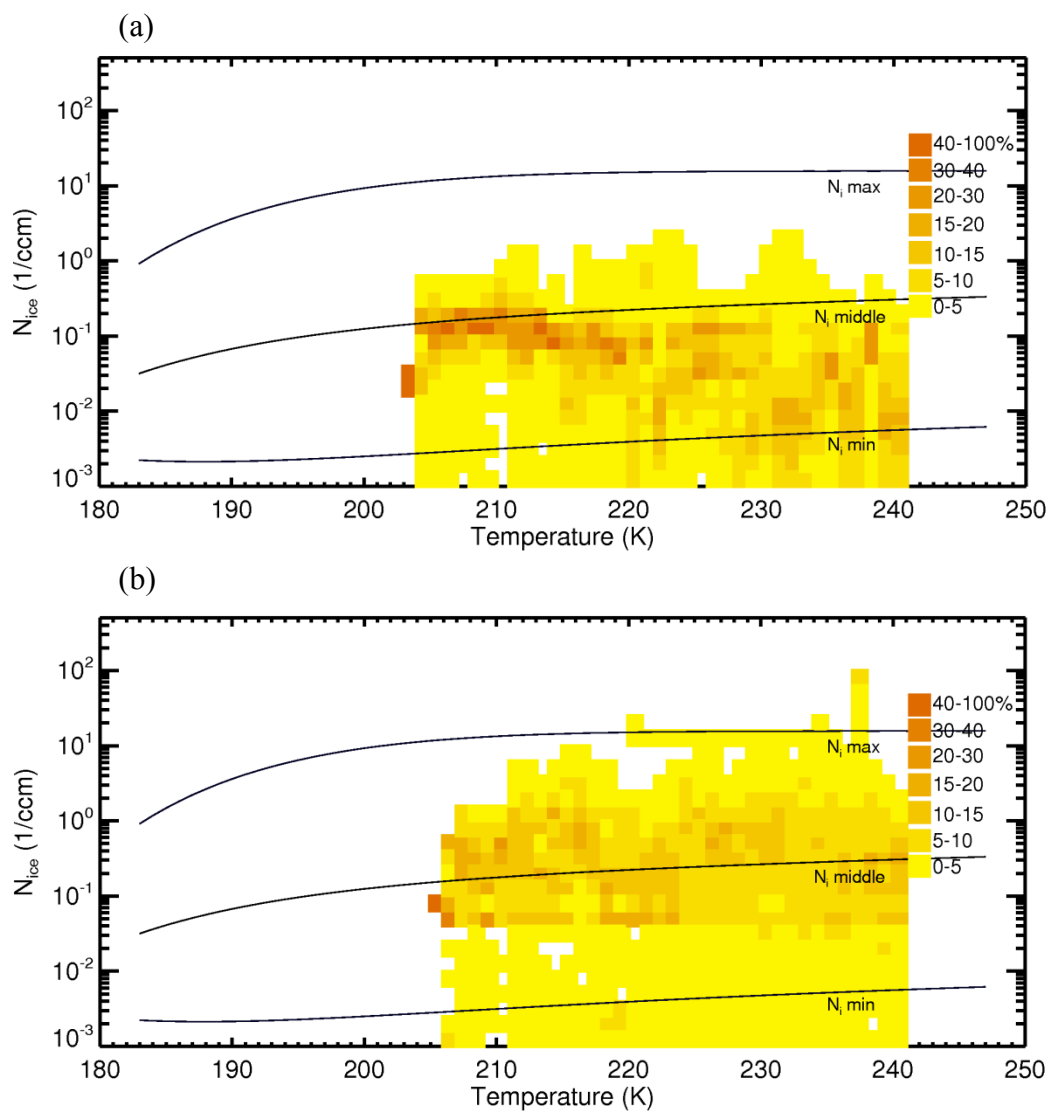 (a)
10²
10¹
10⁰
10⁻¹
10⁻²
10⁻³
N_ice (1/ccm)
40-100%
30-40
20-30
15-20
10-15
5-10
0-5
N_i max
N_i middle
N_i min
180 190 200 210 220 230 240 250
Temperature (K)
(b)
10²
10¹
10⁰
10⁻¹
10⁻²
10⁻³
N_ice (1/ccm)
40-100%
30-40
20-30
15-20
10-15
5-10
0-5
N_i max
N_i middle
N_i min
180 190 200 210 220 230 240 250
Temperature (K)